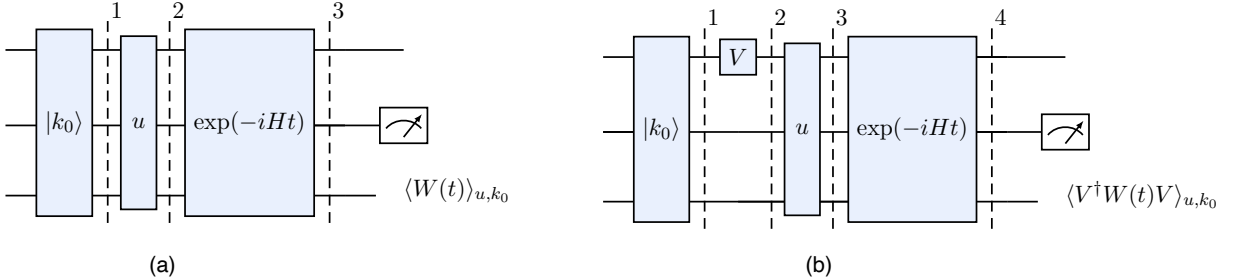 1 2 3
|k₀⟩ u exp(−iHt)
⟨W(t)⟩u,k₀
(a)
1 2 3 4
V
|k₀⟩ u exp(−iHt)
⟨V†W(t)V⟩u,k₀
(b)